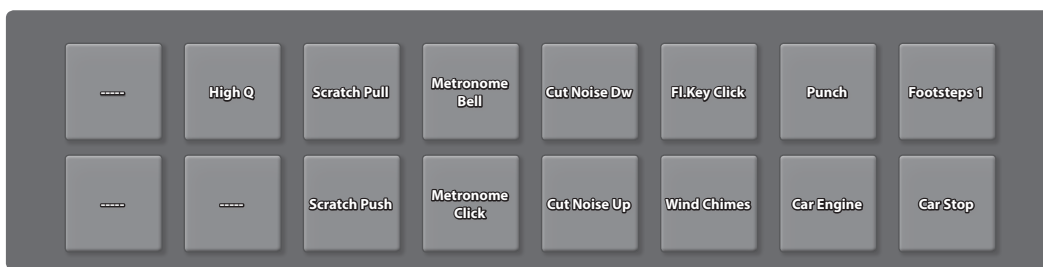 -----
High Q
Scratch Pull
Metronome
Bell
Cut Noise Dw
Fl.Key Click
Punch
Footsteps 1
-----
-----
Scratch Push
Metronome
Click
Cut Noise Up
Wind Chimes
Car Engine
Car Stop